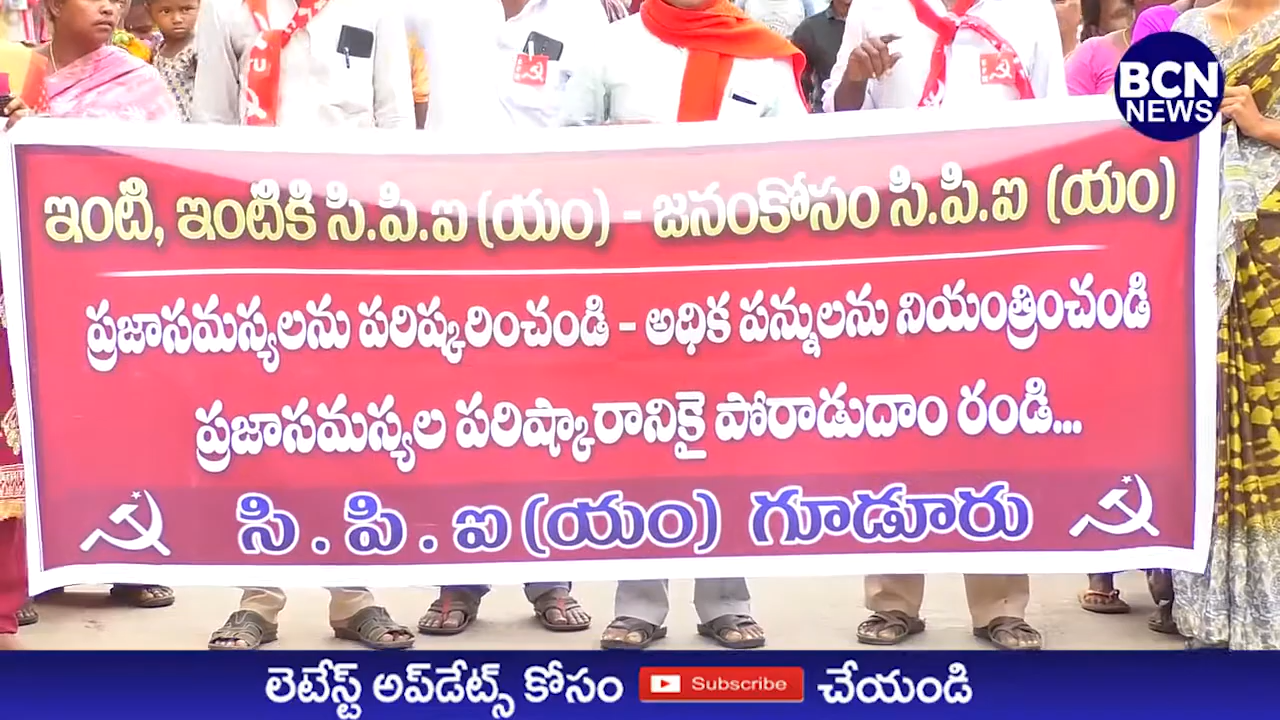 BCN
NEWS
ఇంటి, ఇంటికి సి.పి.ఐ (యం) - జనంకోసం సి.పి.ఐ (యం)
ప్రజాసమస్యలను పరిష్కరించండి - అధిక పన్నులను నియంత్రించండి
ప్రజాసమస్యల పరిష్కారానికై పోరాడుదాం రండి...
సి . పి . ఐ (యం) గూడూరు
లెటేస్ట్ అప్‌డేట్స్ కోసం Subscribe చేయండి